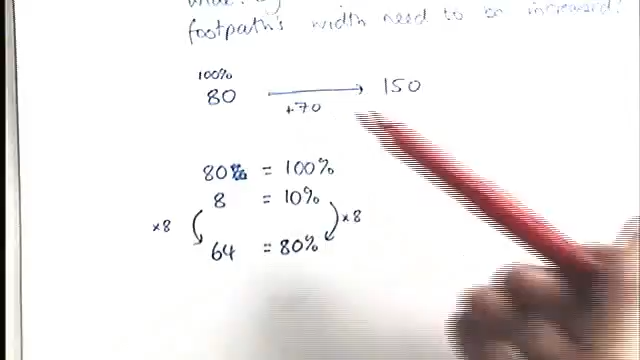 footpath's width need to be increased?
100%
80 150
+70
80% = 100%
8 = 10%
×8 ×8
64 = 80%